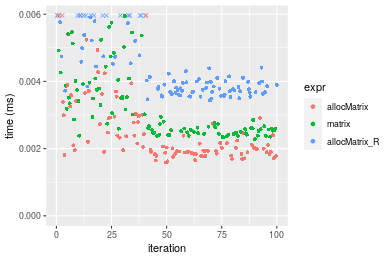 0.006
0.004
0.002
0.000
time (ms)
0
25
50
75
100
iteration
expr
allocMatrix
matrix
allocMatrix_R